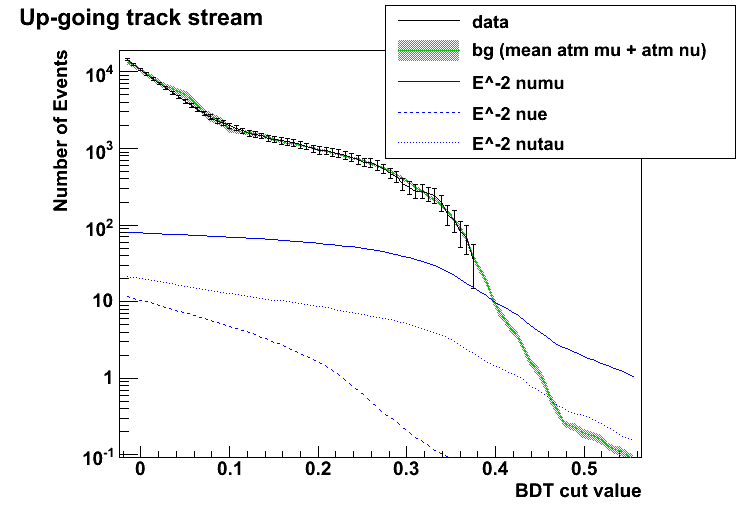 Up-going track stream
data
bg (mean atm mu + atm nu)
E^-2 numu
E^-2 nue
E^-2 nutau
Number of Events
10^4
10^3
10^2
10
1
10^-1
0 0.1 0.2 0.3 0.4 0.5
BDT cut value